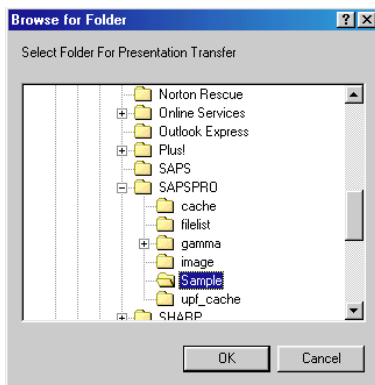 Browse for Folder
Select Folder For Presentation Transfer
Norton Rescue
Online Services
Outlook Express
Plus!
SAPS
SAPSPRO
cache
filelist
gamma
image
Sample
upf_cache
SHARP
OK Cancel